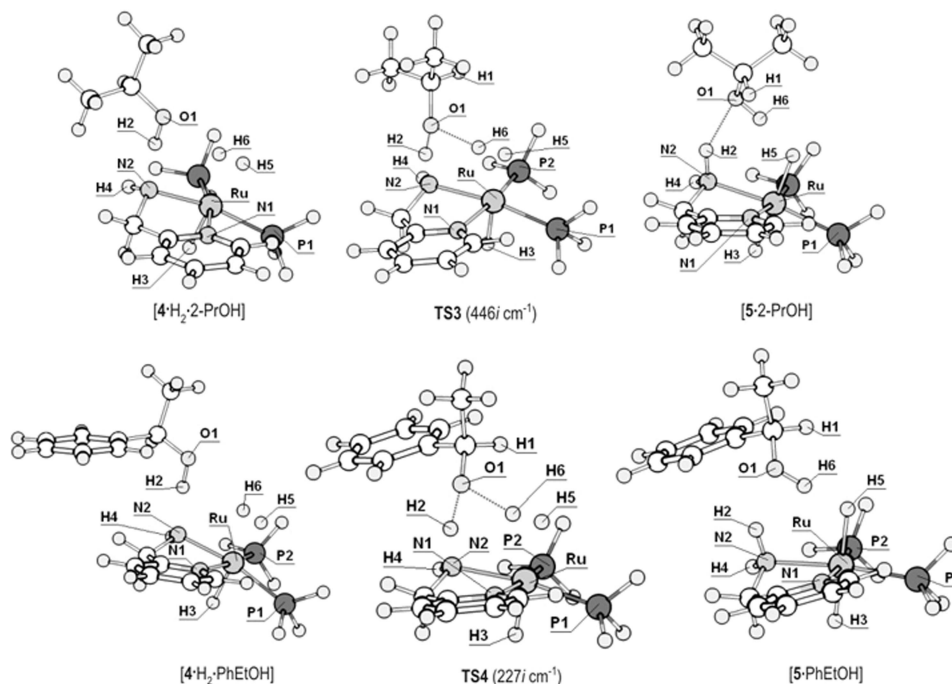 O1
H2
H6
H5
N2
H4
Ru
N1
P1
H3
[4·H2·2-PrOH]
H1
O1
H6
H2
H5
H4
P2
N2
Ru
N1
P1
H3
TS3 (446i cm-1)
H1
O1
H6
N2
H2
H5
H4
Ru
P1
N1
H3
[5·2-PrOH]
O1
H2
H6
N2
H5
H4
Ru
N1
P2
H3
P1
[4·H2·PhEtOH]
H1
O1
H6
H2
H5
N1 N2
P2
H4
Ru
H3
P1
TS4 (227i cm-1)
H1
O1
H6
H5
H2
Ru
N2
P2
H4
N1
P
H3
[5·PhEtOH]